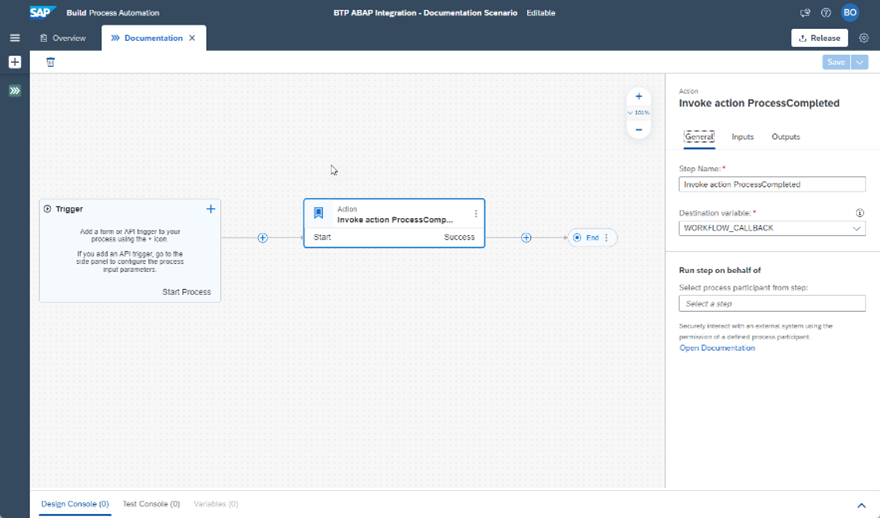 SAP Build Process Automation BTP ABAP Integration - Documentation Scenario Editable BO
Overview Documentation Release
Save
Action
Invoke action ProcessCompleted
101%
General Inputs Outputs
Step Name: *
Invoke action ProcessCompleted
Destination variable: *
WORKFLOW_CALLBACK
Run step on behalf of
Select process participant from step:
Select a step
Securely interact with an external system using the
permission of a defined process participant.
Open Documentation
Trigger
Add a form or API trigger to your
process using the + icon.
If you add an API trigger, go to the
side panel to configure the process
input parameters.
Start Process
Action
Invoke action ProcessComp...
Start Success
End
Design Console (0) Test Console (0) Variables (0)